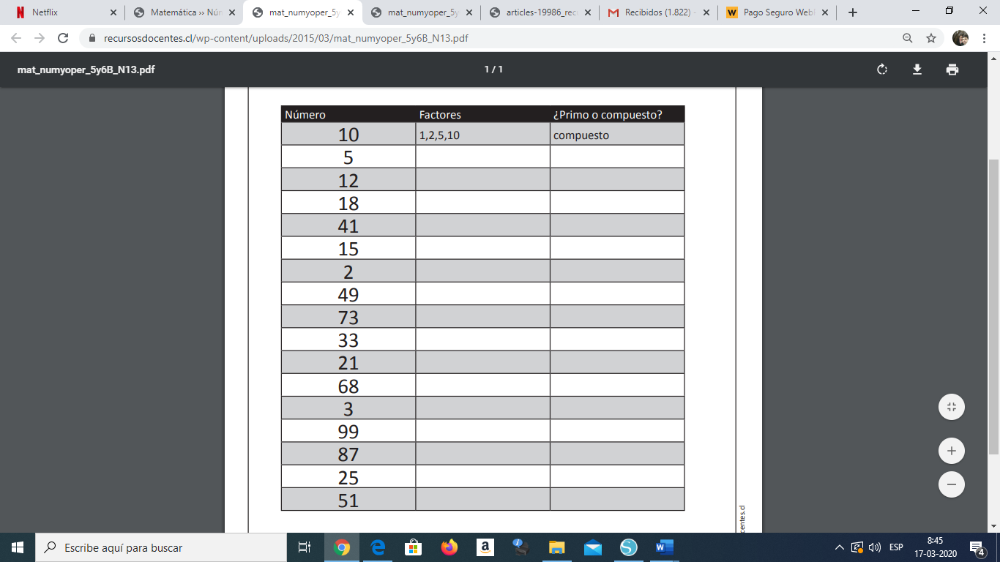 Netflix
Matemática ›› Núm
mat_numyoper_5y
mat_numyoper_5y
articles-19986_rec
Recibidos (1.822) -
Pago Seguro Web
recursosdocentes.cl/wp-content/uploads/2015/03/mat_numyoper_5y6B_N13.pdf
mat_numyoper_5y6B_N13.pdf
1 / 1
Número Factores ¿Primo o compuesto?
10 1,2,5,10 compuesto
5
12
18
41
15
2
49
73
33
21
68
3
99
87
25
51
centes.cl
Escribe aquí para buscar
ESP
8:45
17-03-2020
4